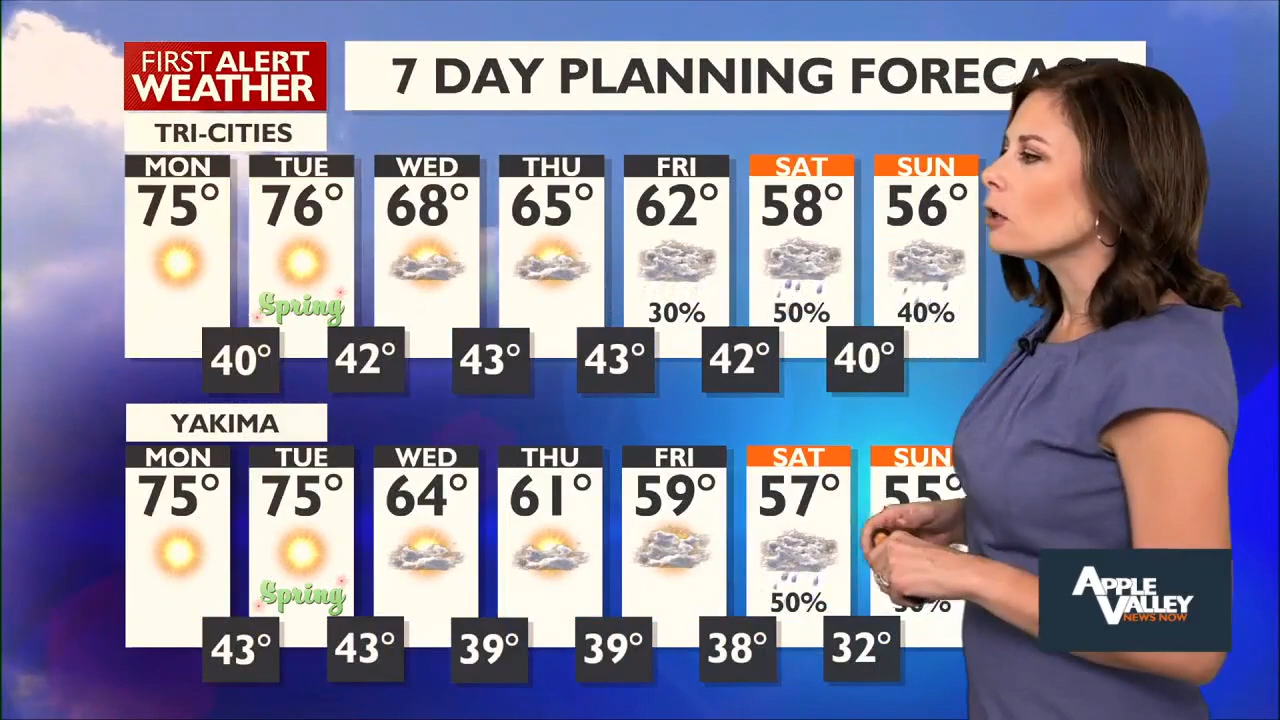 FIRST ALERT
WEATHER
7 DAY PLANNING FORECAST
TRI-CITIES
MON TUE WED THU FRI SAT SUN
75° 76° 68° 65° 62° 58° 56°
Spring
30% 50% 40%
40° 42° 43° 43° 42° 40°
YAKIMA
MON TUE WED THU FRI SAT SUN
75° 75° 64° 61° 59° 57° 55°
Spring
50%
43° 43° 39° 39° 38° 32°
APPLE
VALLEY
NEWS NOW